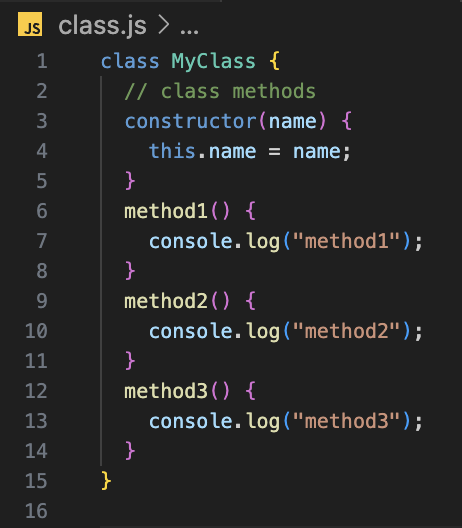 JS class.js > ...
1 class MyClass {
2 // class methods
3 constructor(name) {
4 this.name = name;
5 }
6 method1() {
7 console.log("method1");
8 }
9 method2() {
10 console.log("method2");
11 }
12 method3() {
13 console.log("method3");
14 }
15 }
16